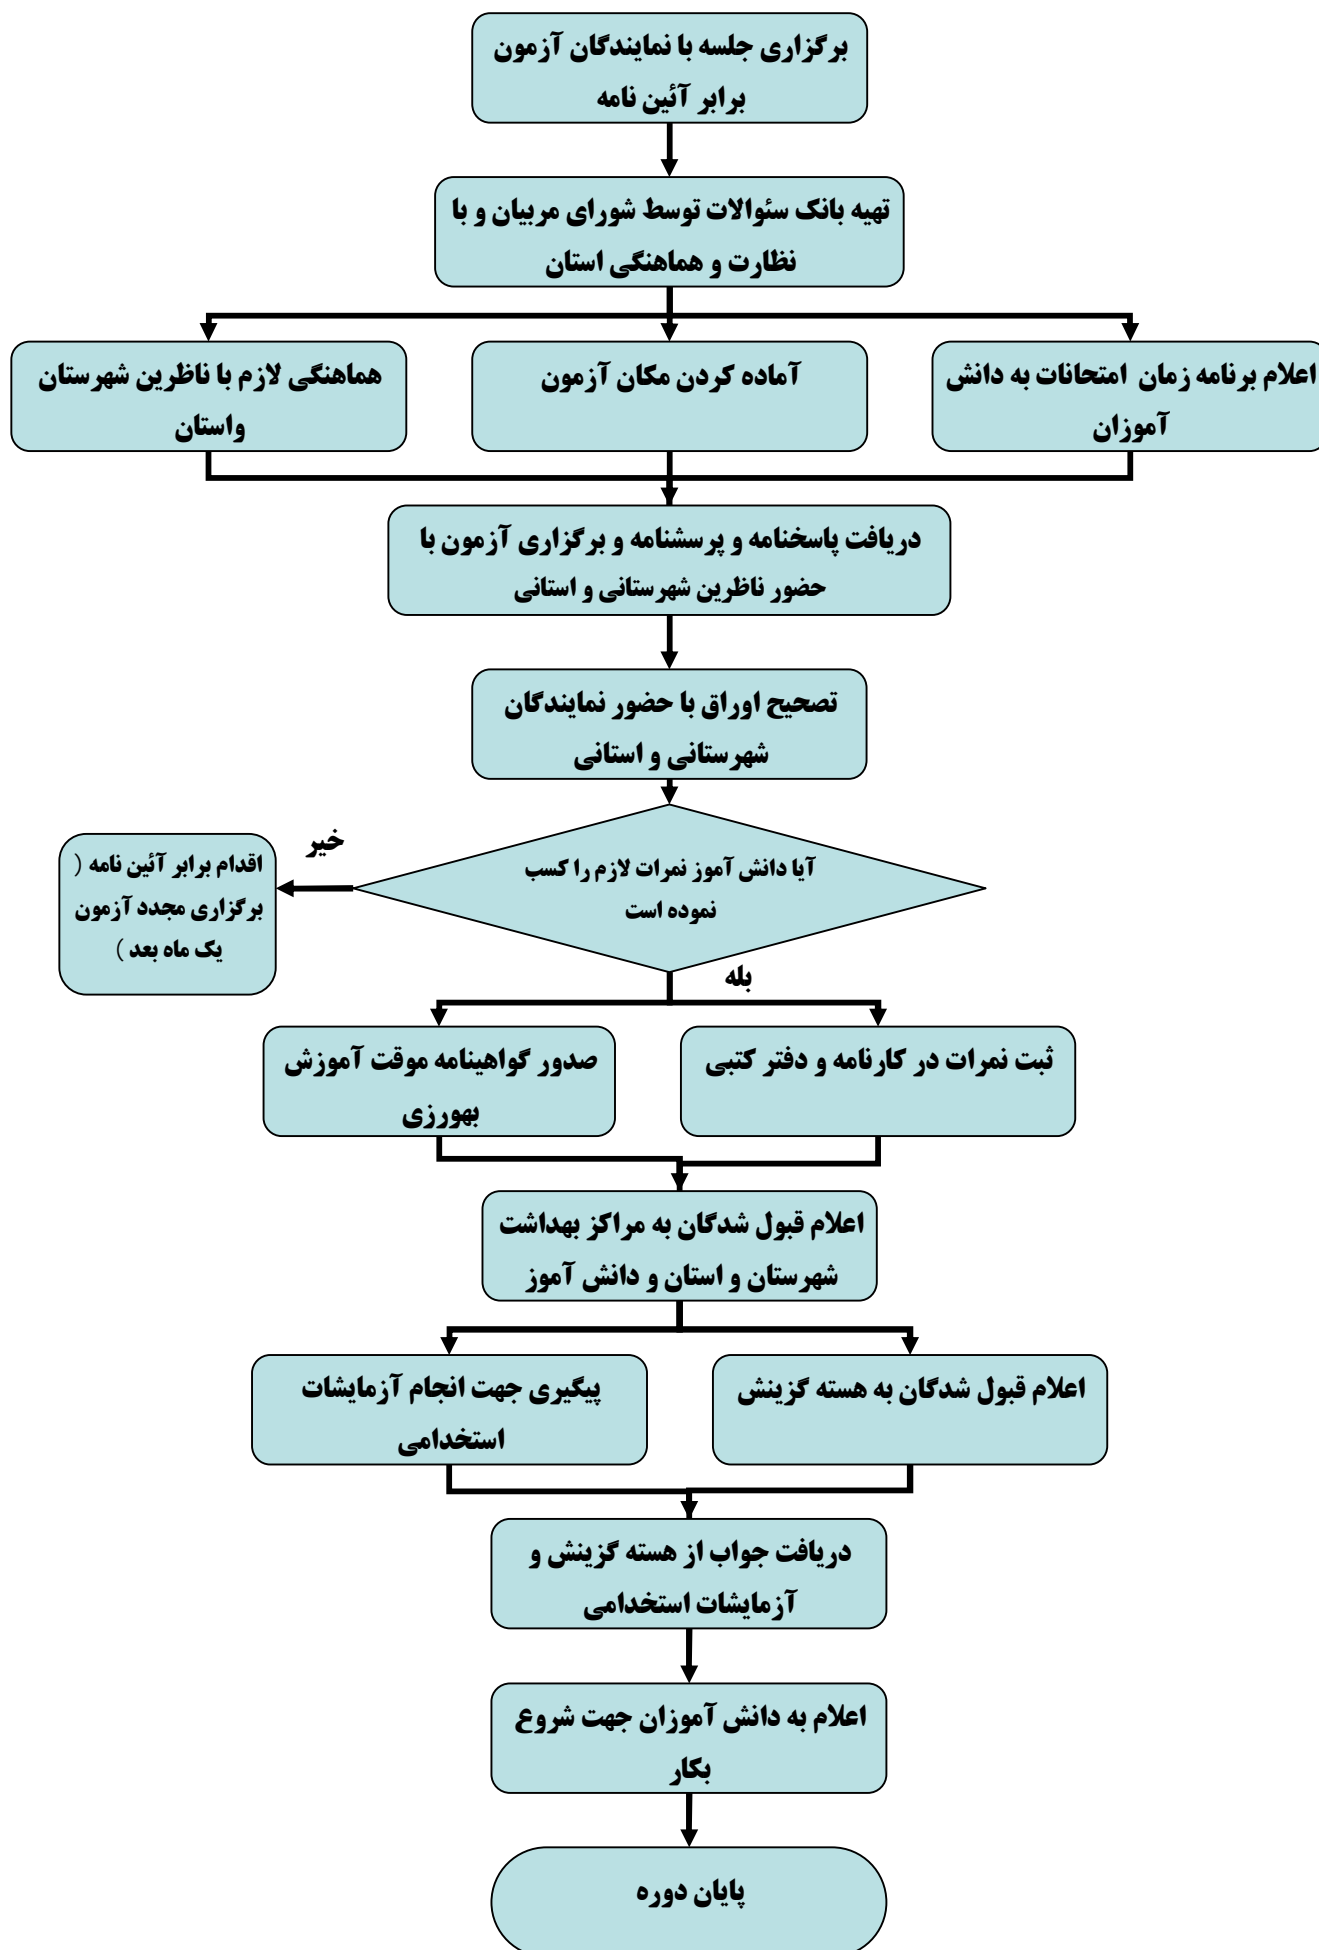 برگزاری جلسه با نمایندگان آزمون
برابر آئین نامه
تهیه بانک سئوالات توسط شورای مربیان و با
نظارت و هماهنگی استان
اعلام برنامه زمان امتحانات به دانش
آموزان
آماده کردن مکان آزمون
هماهنگی لازم با ناظرین شهرستان
واستان
دریافت پاسخنامه و پرسشنامه و برگزاری آزمون با
حضور ناظرین شهرستانی و استانی
تصحیح اوراق با حضور نمایندگان
شهرستانی و استانی
آیا دانش آموز نمرات لازم را کسب
نموده است
خیر
اقدام برابر آئین نامه (
برگزاری مجدد آزمون
یک ماه بعد )
بله
ثبت نمرات در کارنامه و دفتر کتبی
صدور گواهینامه موقت آموزش
بهورزی
اعلام قبول شدگان به مراکز بهداشت
شهرستان و استان و دانش آموز
اعلام قبول شدگان به هسته گزینش
پیگیری جهت انجام آزمایشات
استخدامی
دریافت جواب از هسته گزینش و
آزمایشات استخدامی
اعلام به دانش آموزان جهت شروع
بکار
پایان دوره